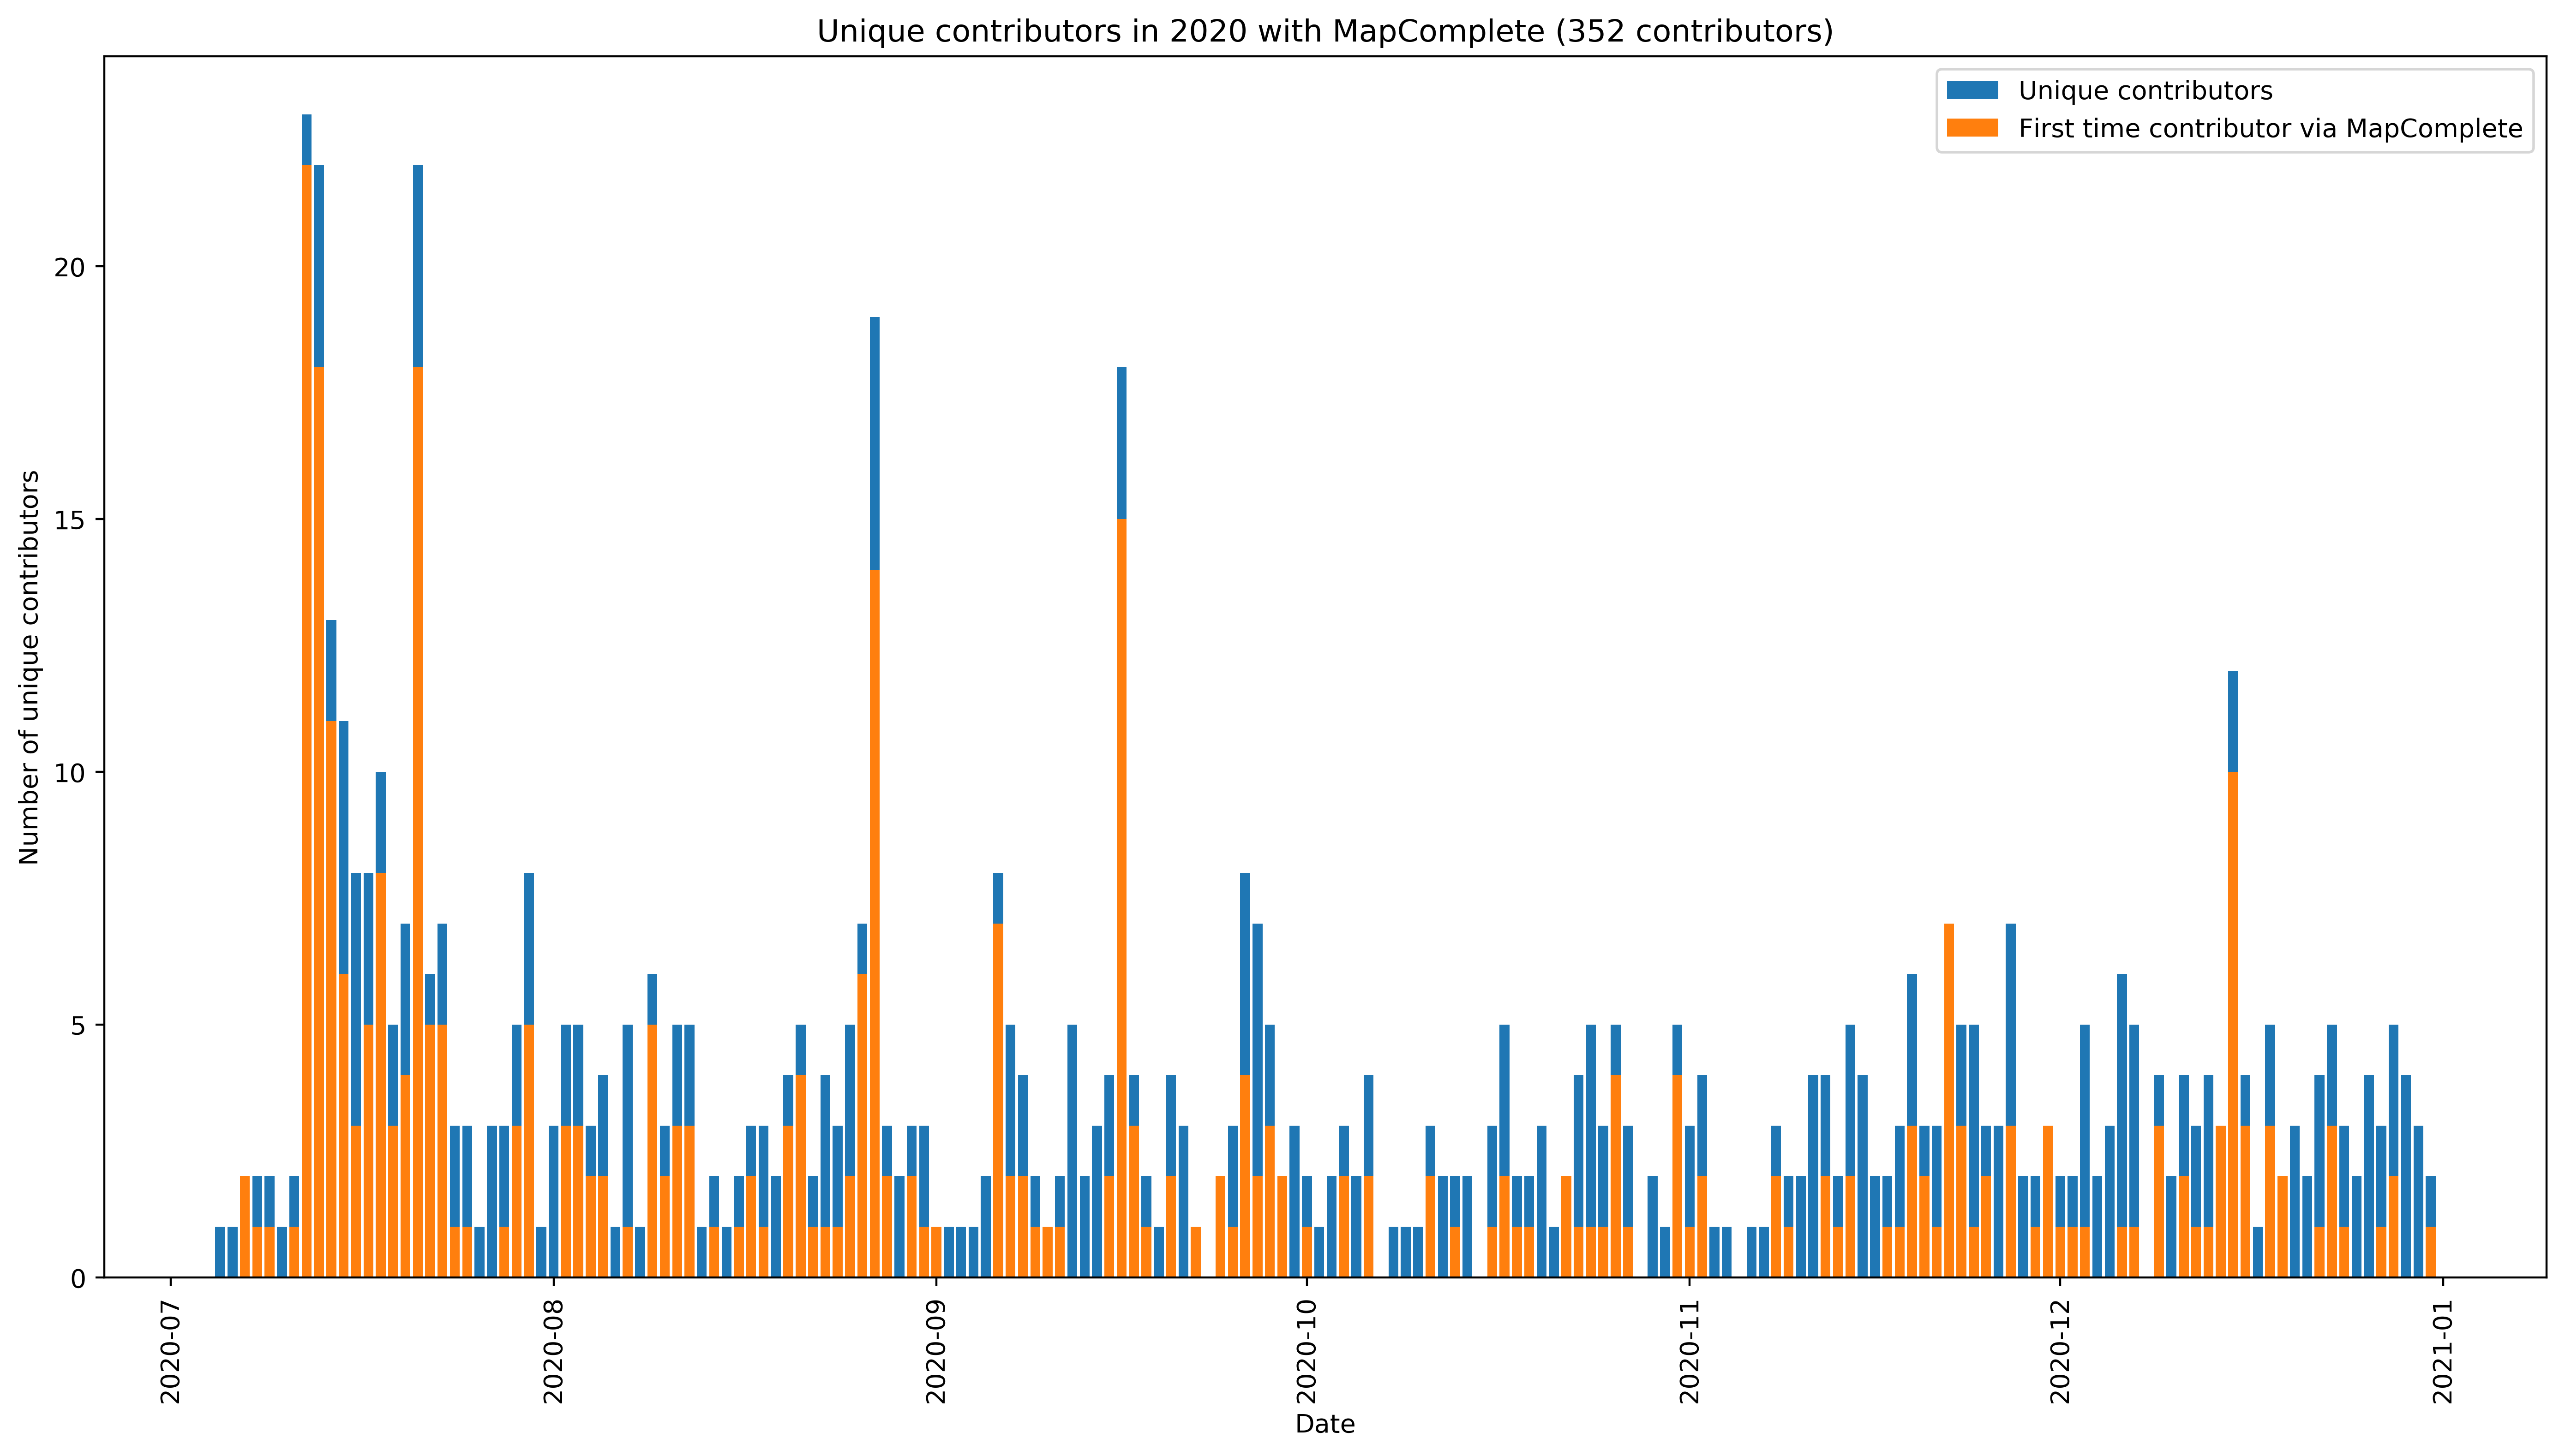 Unique contributors in 2020 with MapComplete (352 contributors)
Unique contributors
First time contributor via MapComplete
Number of unique contributors
20
15
10
5
0
2020-07
2020-08
2020-09
2020-10
2020-11
2020-12
2021-01
Date